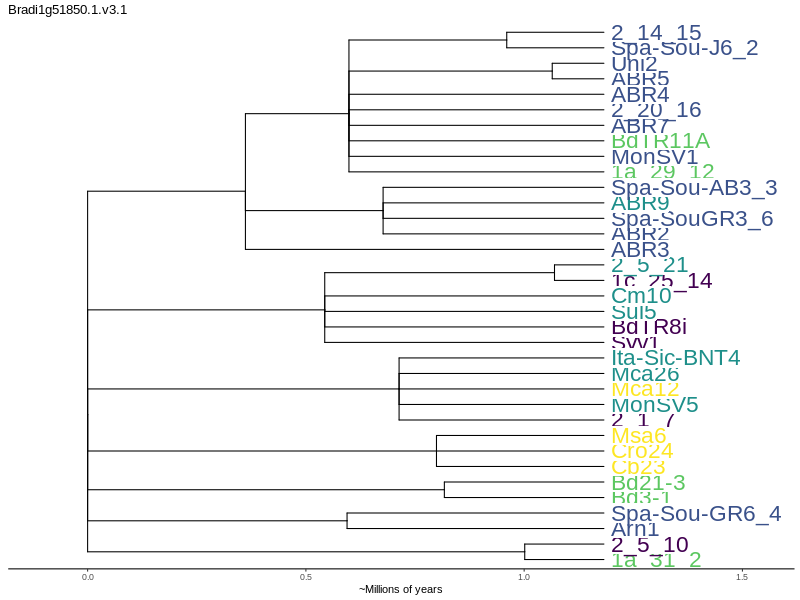 Bradi1g51850.1.v3.1
2_14_15
Spa-Sou-J6_2
Uni2
ABR5
ABR4
2_20_16
ABR7
BdTR11A
MonSV1
1a_29_12
Spa-Sou-AB3_3
ABR9
Spa-SouGR3_6
ABR2
ABR3
2_5_21
1c_25_14
Cm10
Sul5
BdTR8i
Syv1
Ita-Sic-BNT4
Mca26
Mca12
MonSV5
2_1_7
Msa6
Cro24
Cb23
Bd21-3
Bd3-1
Spa-Sou-GR6_4
Arn1
2_5_10
1a_31_2
0.0 0.5 1.0 1.5
~Millions of years